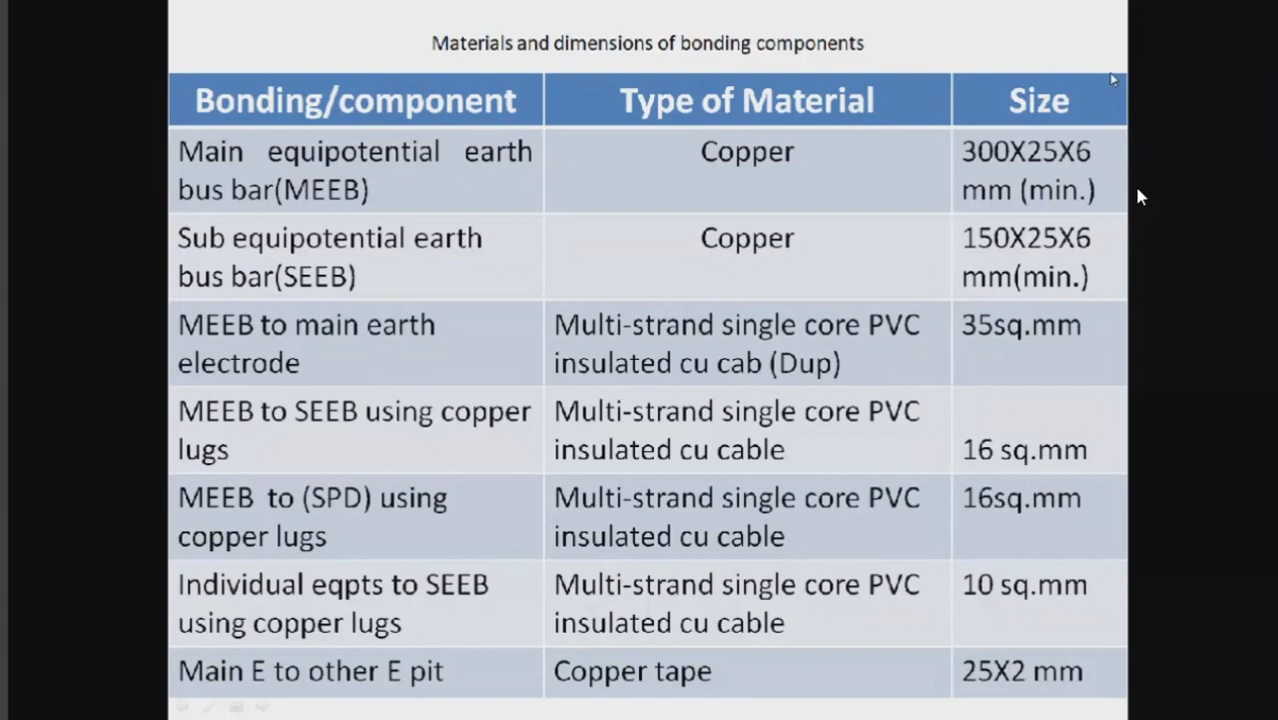 Materials and dimensions of bonding components
Bonding/component Type of Material Size
Main equipotential earth Copper 300X25X6
bus bar(MEEB) mm (min.)
Sub equipotential earth Copper 150X25X6
bus bar(SEEB) mm(min.)
MEEB to main earth Multi-strand single core PVC 35sq.mm
electrode insulated cu cab (Dup)
MEEB to SEEB using copper Multi-strand single core PVC
lugs insulated cu cable 16 sq.mm
MEEB to (SPD) using Multi-strand single core PVC 16sq.mm
copper lugs insulated cu cable
Individual eqpts to SEEB Multi-strand single core PVC 10 sq.mm
using copper lugs insulated cu cable
Main E to other E pit Copper tape 25X2 mm